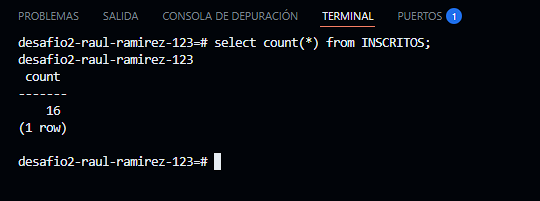 PROBLEMAS SALIDA CONSOLA DE DEPURACIÓN TERMINAL PUERTOS 1
desafio2-raul-ramirez-123=# select count(*) from INSCRITOS;
desafio2-raul-ramirez-123
 count
-------
    16
(1 row)
desafio2-raul-ramirez-123=#